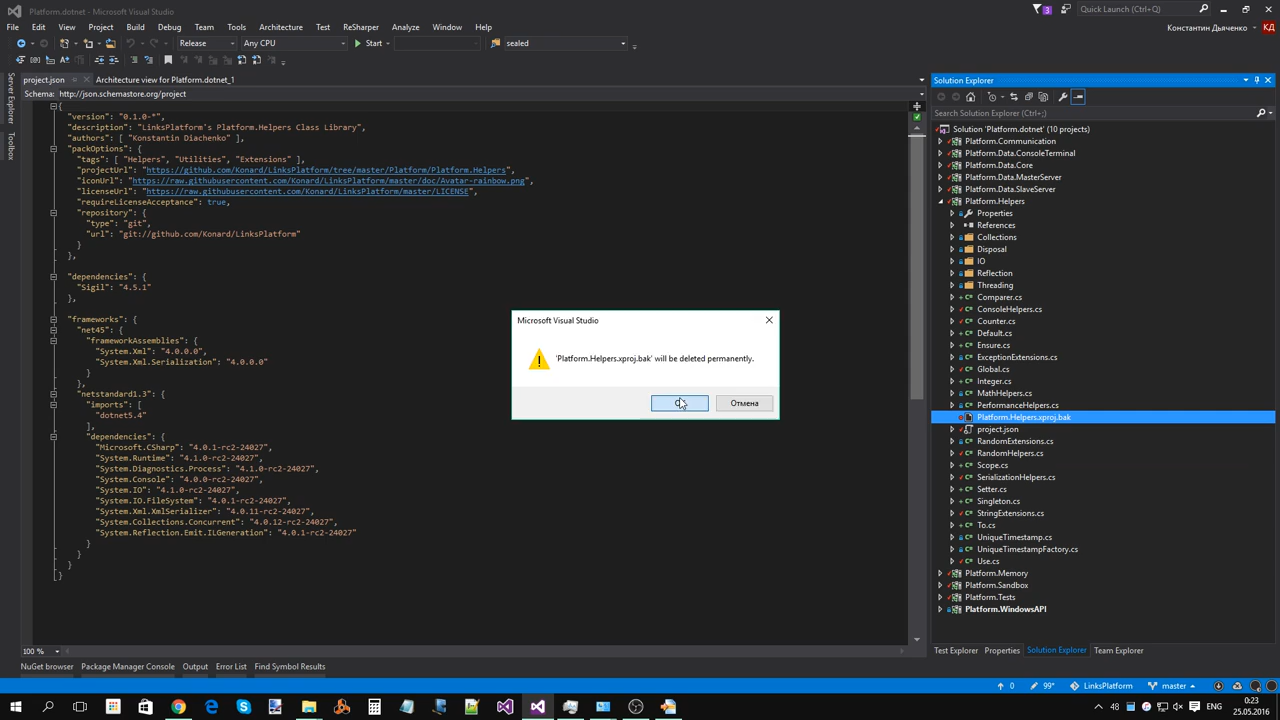 Platform.dotnet - Microsoft Visual Studio
3
Quick Launch (Ctrl+Q)
File Edit View Project Build Debug Team Tools Architecture Test ReSharper Analyze Window Help
Константин Дьяченко КД
Release Any CPU Start sealed
project.json
Architecture view for Platform.dotnet_1
Schema: http://json.schemastore.org/project
Server Explorer
Toolbox
{
"version": "0.1.0-*",
"description": "LinksPlatform's Platform.Helpers Class Library",
"authors": [ "Konstantin Diachenko" ],
"packOptions": {
"tags": [ "Helpers", "Utilities", "Extensions" ],
"projectUrl": "https://github.com/Konard/LinksPlatform/tree/master/Platform/Platform.Helpers",
"iconUrl": "https://raw.githubusercontent.com/Konard/LinksPlatform/master/doc/Avatar-rainbow.png",
"licenseUrl": "https://raw.githubusercontent.com/Konard/LinksPlatform/master/LICENSE",
"requireLicenseAcceptance": true,
"repository": {
"type": "git",
"url": "git://github.com/Konard/LinksPlatform"
}
},
"dependencies": {
"Sigil": "4.5.1"
},
"frameworks": {
"net45": {
"frameworkAssemblies": {
"System.Xml": "4.0.0.0",
"System.Xml.Serialization": "4.0.0.0"
}
},
"netstandard1.3": {
"imports": [
"dotnet5.4"
],
"dependencies": {
"Microsoft.CSharp": "4.0.1-rc2-24027",
"System.Runtime": "4.1.0-rc2-24027",
"System.Diagnostics.Process": "4.1.0-rc2-24027",
"System.Console": "4.0.0-rc2-24027",
"System.IO": "4.1.0-rc2-24027",
"System.IO.FileSystem": "4.0.1-rc2-24027",
"System.Xml.XmlSerializer": "4.0.11-rc2-24027",
"System.Collections.Concurrent": "4.0.12-rc2-24027",
"System.Reflection.Emit.ILGeneration": "4.0.1-rc2-24027"
}
}
}
}
Microsoft Visual Studio
'Platform.Helpers.xproj.bak' will be deleted permanently.
Отмена
Solution Explorer
Search Solution Explorer (Ctrl+;)
Solution 'Platform.dotnet' (10 projects)
Platform.Communication
Platform.Data.ConsoleTerminal
Platform.Data.Core
Platform.Data.MasterServer
Platform.Data.SlaveServer
Platform.Helpers
Properties
References
Collections
Disposal
IO
Reflection
Threading
Comparer.cs
ConsoleHelpers.cs
Counter.cs
Default.cs
Ensure.cs
ExceptionExtensions.cs
Global.cs
Integer.cs
MathHelpers.cs
PerformanceHelpers.cs
Platform.Helpers.xproj.bak
project.json
RandomExtensions.cs
RandomHelpers.cs
Scope.cs
SerializationHelpers.cs
Setter.cs
Singleton.cs
StringExtensions.cs
To.cs
UniqueTimestamp.cs
UniqueTimestampFactory.cs
Use.cs
Platform.Memory
Platform.Sandbox
Platform.Tests
Platform.WindowsAPI
100 %
Test Explorer Properties Solution Explorer Team Explorer
NuGet browser Package Manager Console Output Error List Find Symbol Results
0 99* LinksPlatform master
48 ENG
0:23
25.05.2016